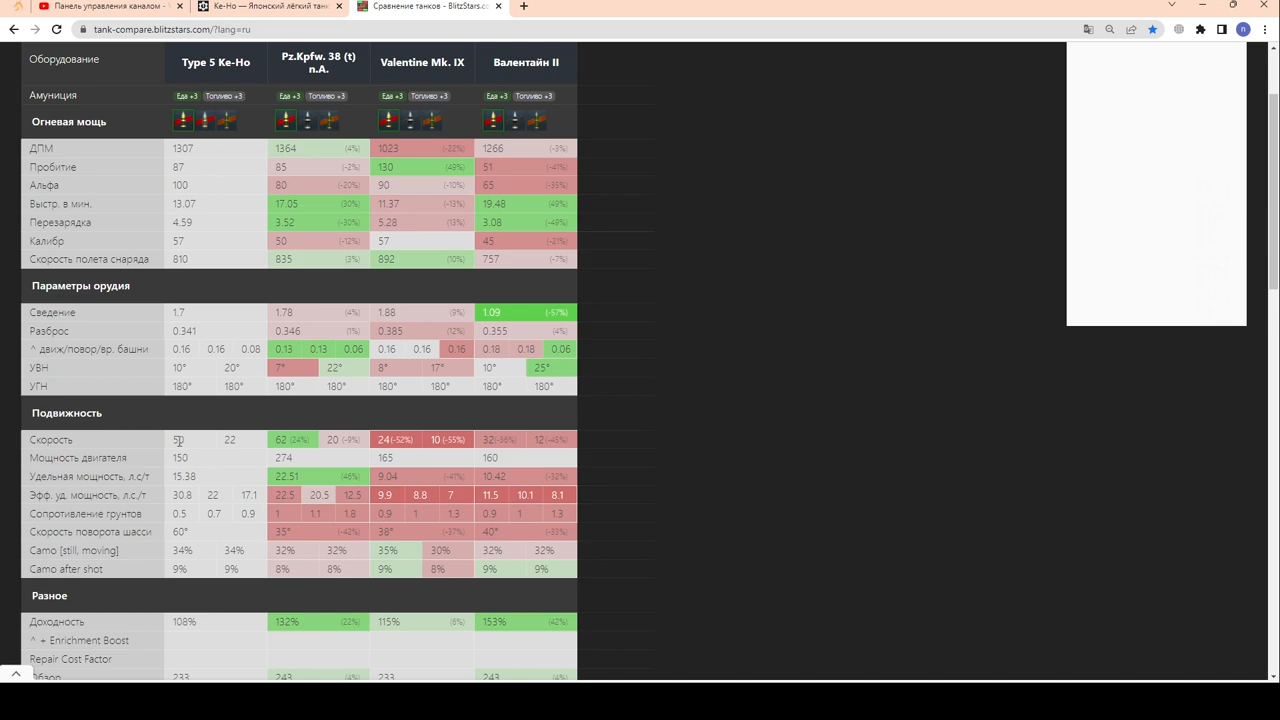 Панель управления каналом -
Ke-Ho — Японский лёгкий тан
Сравнение танков - BlitzStars.co
tank-compare.blitzstars.com/?lang=ru
n
Оборудование Type 5 Ke-Ho Pz.Kpfw. 38 (t) n.A. Valentine Mk. IX Валентайн II
Амуниция Еда +3 Топливо +3 Еда +3 Топливо +3 Еда +3 Топливо +3 Еда +3 Топливо +3
Огневая мощь
ДПМ 1307 1364 (4%) 1023 (-22%) 1266 (-3%)
Пробитие 87 85 (-2%) 130 (49%) 51 (-41%)
Альфа 100 80 (-20%) 90 (-10%) 65 (-35%)
Выстр. в мин. 13.07 17.05 (30%) 11.37 (-13%) 19.48 (49%)
Перезарядка 4.59 3.52 (-30%) 5.28 (13%) 3.08 (-49%)
Калибр 57 50 (-12%) 57 45 (-21%)
Скорость полета снаряда 810 835 (3%) 892 (10%) 757 (-7%)
Параметры орудия
Сведение 1.7 1.78 (4%) 1.88 (9%) 1.09 (-57%)
Разброс 0.341 0.346 (1%) 0.385 (12%) 0.355 (4%)
^ движ/повор/вр. башни 0.16 0.16 0.08 0.13 0.13 0.06 0.16 0.16 0.16 0.18 0.18 0.06
УВН 10° 20° 7° 22° 8° 17° 10° 25°
УГН 180° 180° 180° 180° 180° 180° 180° 180°
Подвижность
Скорость 50 22 62 (24%) 20 (-9%) 24(-52%) 10 (-55%) 32(-36%) 12(-45%)
Мощность двигателя 150 274 165 160
Удельная мощность, л.с/т 15.38 22.51 (46%) 9.04 (-41%) 10.42 (-32%)
Эфф. уд. мощность, л.с./т 30.8 22 17.1 22.5 20.5 12.5 9.9 8.8 7 11.5 10.1 8.1
Сопротивление грунтов 0.5 0.7 0.9 1 1.1 1.8 0.9 1 1.3 0.9 1 1.3
Скорость поворота шасси 60° 35° (-42%) 38° (-37%) 40° (-33%)
Camo [still, moving] 34% 34% 32% 32% 35% 30% 32% 32%
Camo after shot 9% 9% 8% 8% 9% 8% 9% 9%
Разное
Доходность 108% 132% (22%) 115% (6%) 153% (42%)
^ + Enrichment Boost
Repair Cost Factor
Обзор 233 243 (4%) 233 243 (4%)